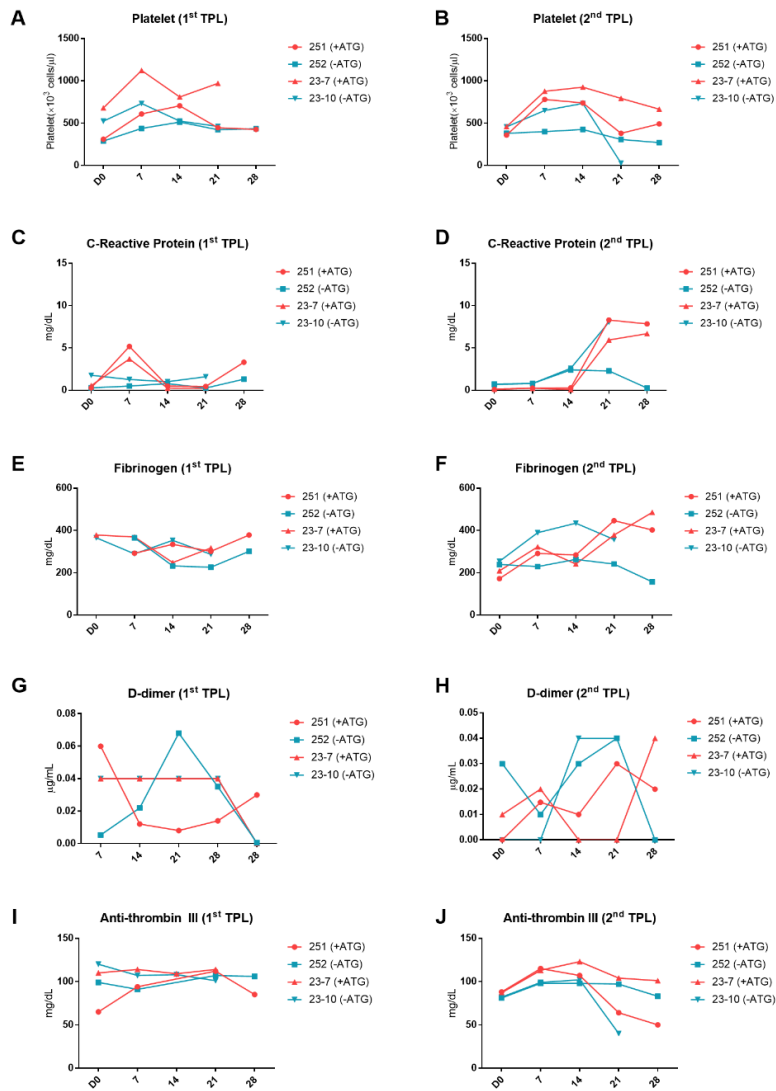 A
Platelet (1st TPL)
Platelet(×10³ cells/μl)
1500
1000
500
0
D0 7 14 21 28
251 (+ATG)
252 (-ATG)
23-7 (+ATG)
23-10 (-ATG)
B
Platelet (2nd TPL)
Platelet(×10³ cells/μl)
1500
1000
500
0
D0 7 14 21 28
251 (+ATG)
252 (-ATG)
23-7 (+ATG)
23-10 (-ATG)
C
C-Reactive Protein (1st TPL)
mg/dL
15
10
5
0
D0 7 14 21 28
251 (+ATG)
252 (-ATG)
23-7 (+ATG)
23-10 (-ATG)
D
C-Reactive Protein (2nd TPL)
mg/dL
15
10
5
0
D0 7 14 21 28
251 (+ATG)
252 (-ATG)
23-7 (+ATG)
23-10 (-ATG)
E
Fibrinogen (1st TPL)
mg/dL
600
400
200
0
D0 7 14 21 28
251 (+ATG)
252 (-ATG)
23-7 (+ATG)
23-10 (-ATG)
F
Fibrinogen (2nd TPL)
mg/dL
600
400
200
0
D0 7 14 21 28
251 (+ATG)
252 (-ATG)
23-7 (+ATG)
23-10 (-ATG)
G
D-dimer (1st TPL)
μg/mL
0.08
0.06
0.04
0.02
0.00
7 14 21 28 28
251 (+ATG)
252 (-ATG)
23-7 (+ATG)
23-10 (-ATG)
H
D-dimer (2nd TPL)
μg/mL
0.05
0.04
0.03
0.02
0.01
0.00
D0 7 14 21 28
251 (+ATG)
252 (-ATG)
23-7 (+ATG)
23-10 (-ATG)
I
Anti-thrombin III (1st TPL)
mg/dL
150
100
50
0
D0 7 14 21 28
251 (+ATG)
252 (-ATG)
23-7 (+ATG)
23-10 (-ATG)
J
Anti-thrombin III (2nd TPL)
mg/dL
150
100
50
0
D0 7 14 21 28
251 (+ATG)
252 (-ATG)
23-7 (+ATG)
23-10 (-ATG)